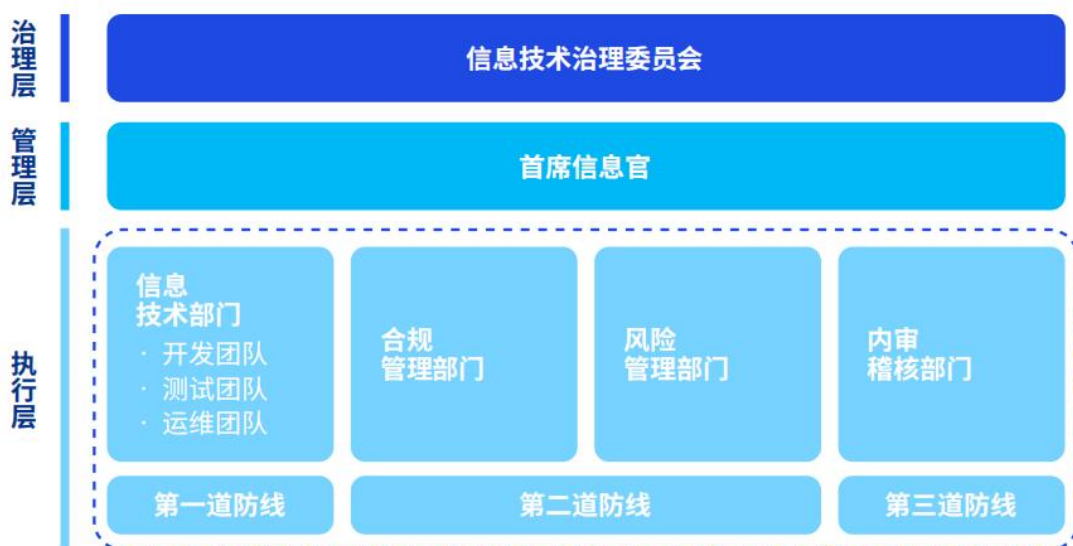 治理层
信息技术治理委员会
管理层
首席信息官
执行层
信息
技术部门
· 开发团队
· 测试团队
· 运维团队
合规
管理部门
风险
管理部门
内审
稽核部门
第一道防线
第二道防线
第三道防线